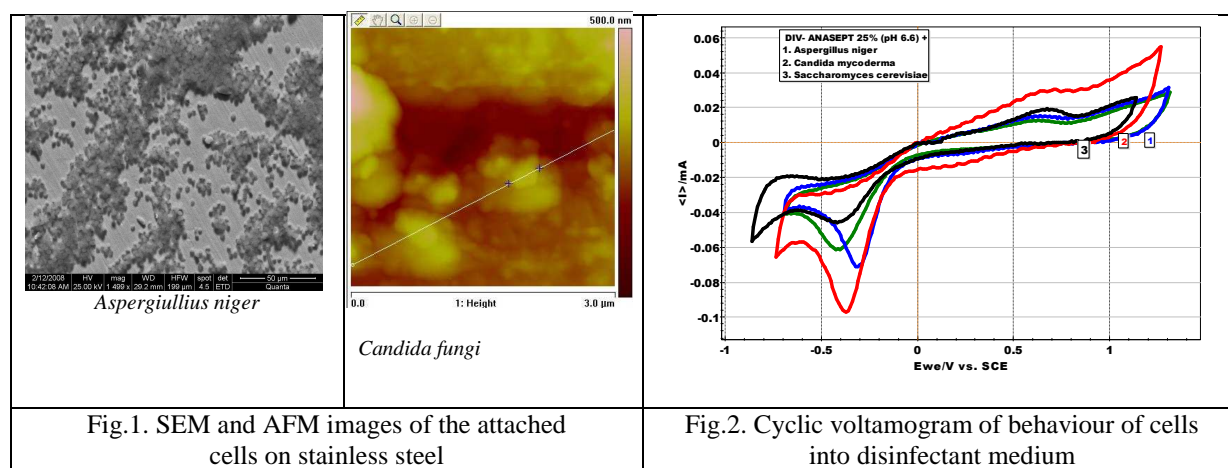 2/12/2008 HV mag WD HFW spot det 50 µm
10:42:08 AM 25.00 kV 1 499 x 29.2 mm 199 µm 4.5 ETD Quanta
Aspergiullius niger
500.0 nm
0.0 1: Height 3.0 µm
Candida fungi
DIV- ANASEPT 25% (pH 6.6) +
1. Aspergillus niger
2. Candida mycoderma
3. Saccharomyces cerevisiae
<I>/mA
0.06
0.04
0.02
0
-0.02
-0.04
-0.06
-0.08
-0.1
3 2 1
-1 -0.5 0 0.5 1
Ewe/V vs. SCE
Fig.1. SEM and AFM images of the attached
cells on stainless steel
Fig.2. Cyclic voltamogram of behaviour of cells
into disinfectant medium